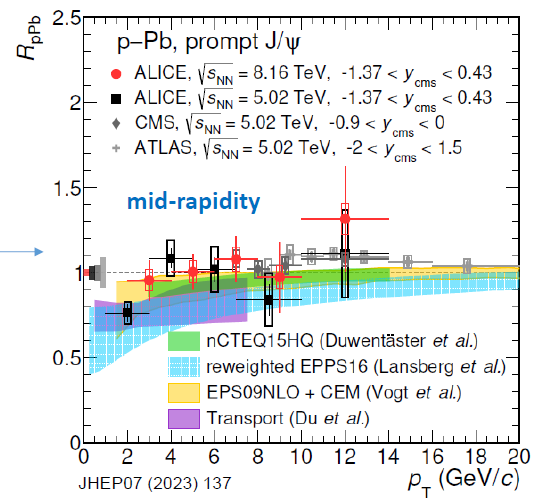 R_pPb
2.5
2
1.5
1
0.5
0
p–Pb, prompt J/ψ
ALICE, √s_NN = 8.16 TeV, -1.37 < y_cms < 0.43
ALICE, √s_NN = 5.02 TeV, -1.37 < y_cms < 0.43
CMS, √s_NN = 5.02 TeV, -0.9 < y_cms < 0
ATLAS, √s_NN = 5.02 TeV, -2 < y_cms < 1.5
mid-rapidity
nCTEQ15HQ (Duwentäster et al.)
reweighted EPPS16 (Lansberg et al.)
EPS09NLO + CEM (Vogt et al.)
Transport (Du et al.)
0 2 4 6 8 10 12 14 16 18 20
JHEP07 (2023) 137
p_T (GeV/c)